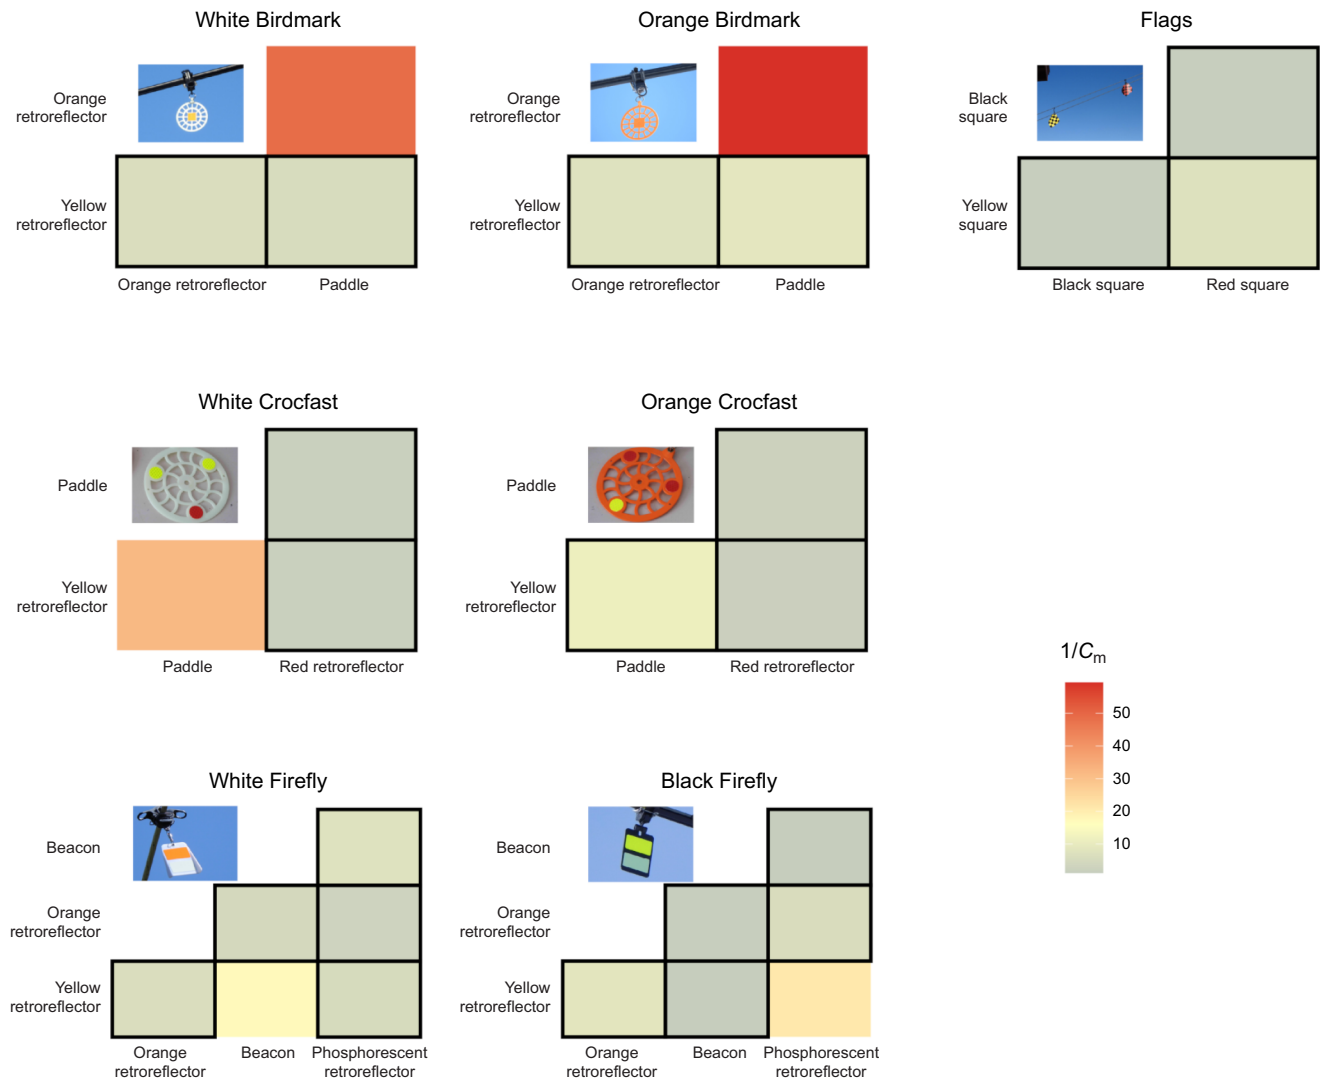 White Birdmark
Orange
retroreflector
Yellow
retroreflector
Orange retroreflector
Paddle
Orange Birdmark
Orange
retroreflector
Yellow
retroreflector
Orange retroreflector
Paddle
Flags
Black
square
Yellow
square
Black square
Red square
White Crocfast
Paddle
Yellow
retroreflector
Paddle
Red retroreflector
Orange Crocfast
Paddle
Yellow
retroreflector
Paddle
Red retroreflector
1/Cm
50
40
30
20
10
White Firefly
Beacon
Orange
retroreflector
Yellow
retroreflector
Orange
retroreflector
Beacon
Phosphorescent
retroreflector
Black Firefly
Beacon
Orange
retroreflector
Yellow
retroreflector
Orange
retroreflector
Beacon
Phosphorescent
retroreflector